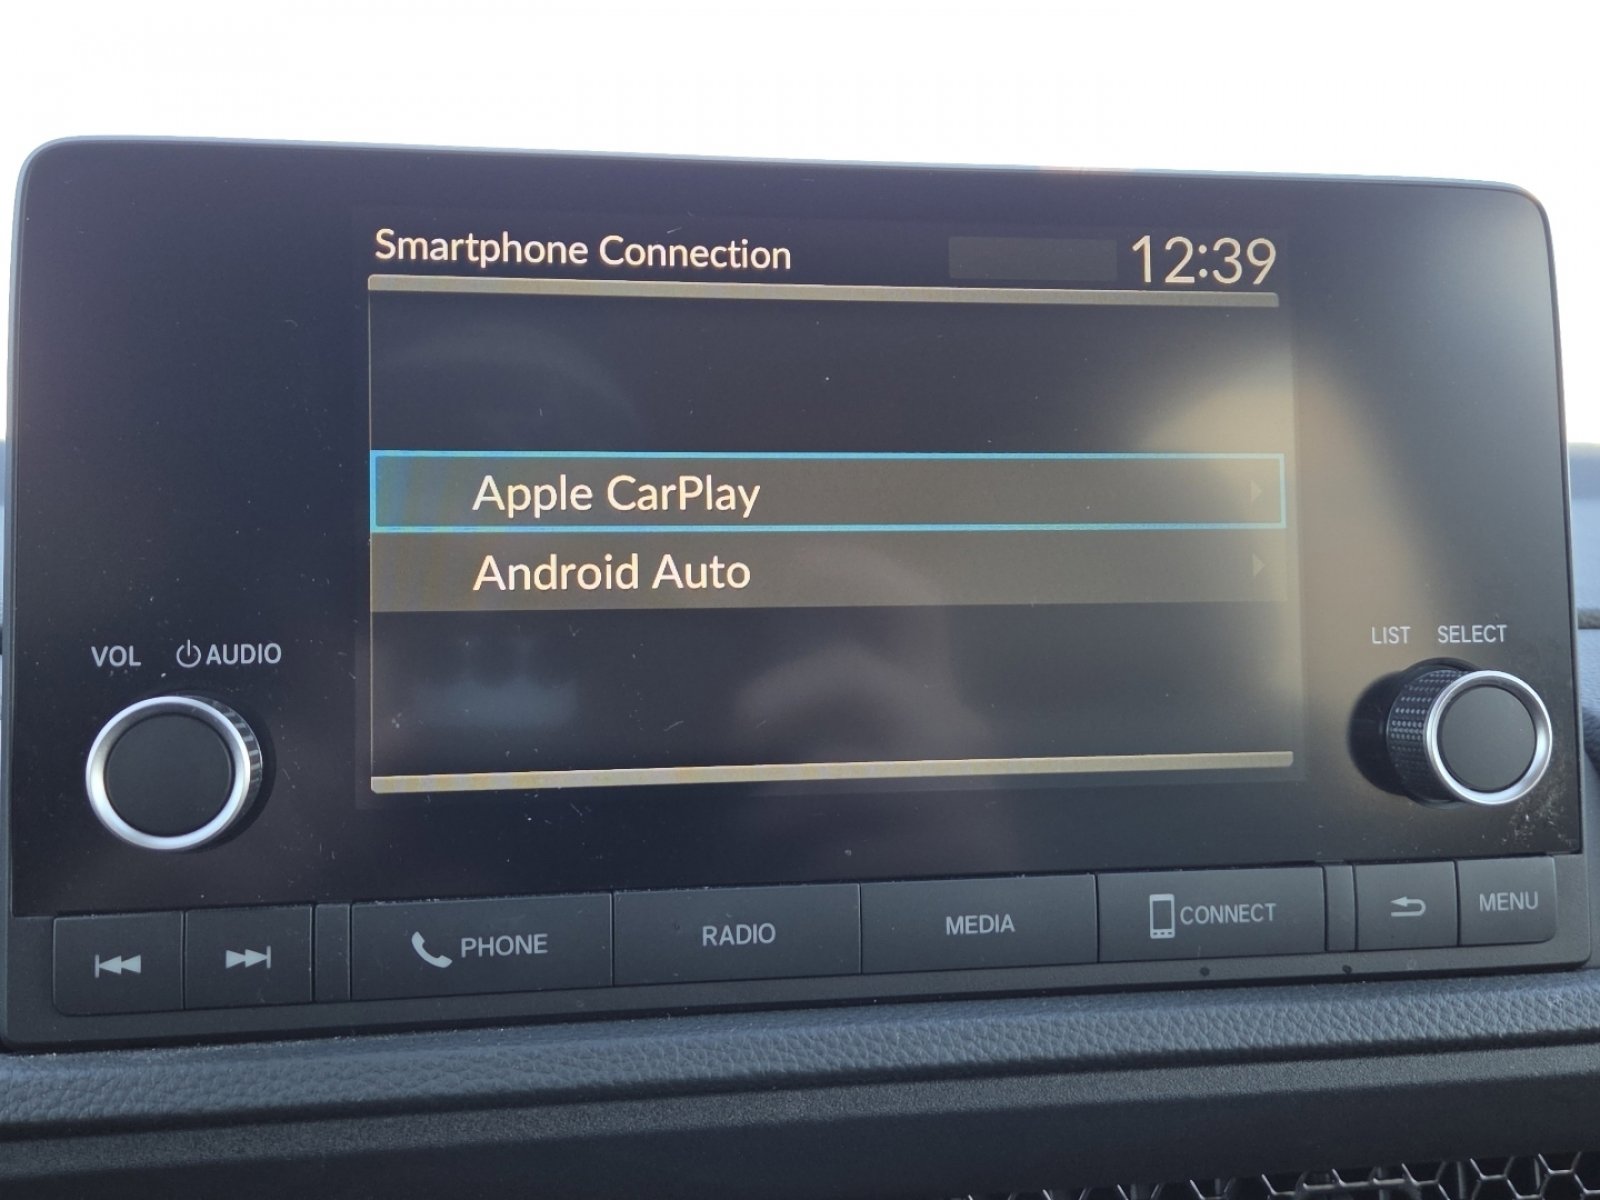 Smartphone Connection 12:39
Apple CarPlay
Android Auto
VOL AUDIO
LIST SELECT
PHONE RADIO MEDIA CONNECT MENU